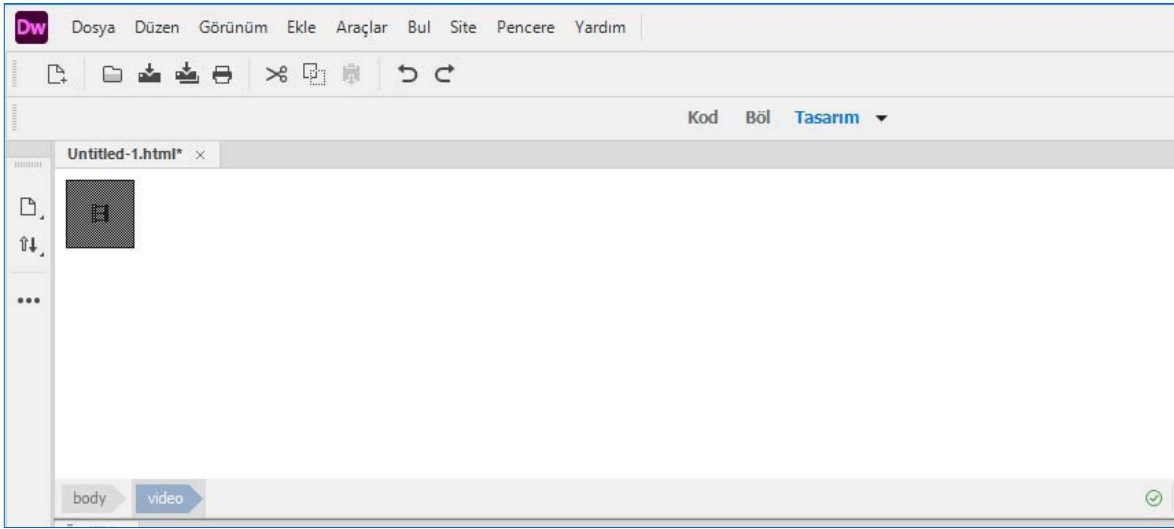 Dw Dosya Düzen Görünüm Ekle Araçlar Bul Site Pencere Yardım
Kod Böl Tasarım
Untitled-1.html* ×
body video